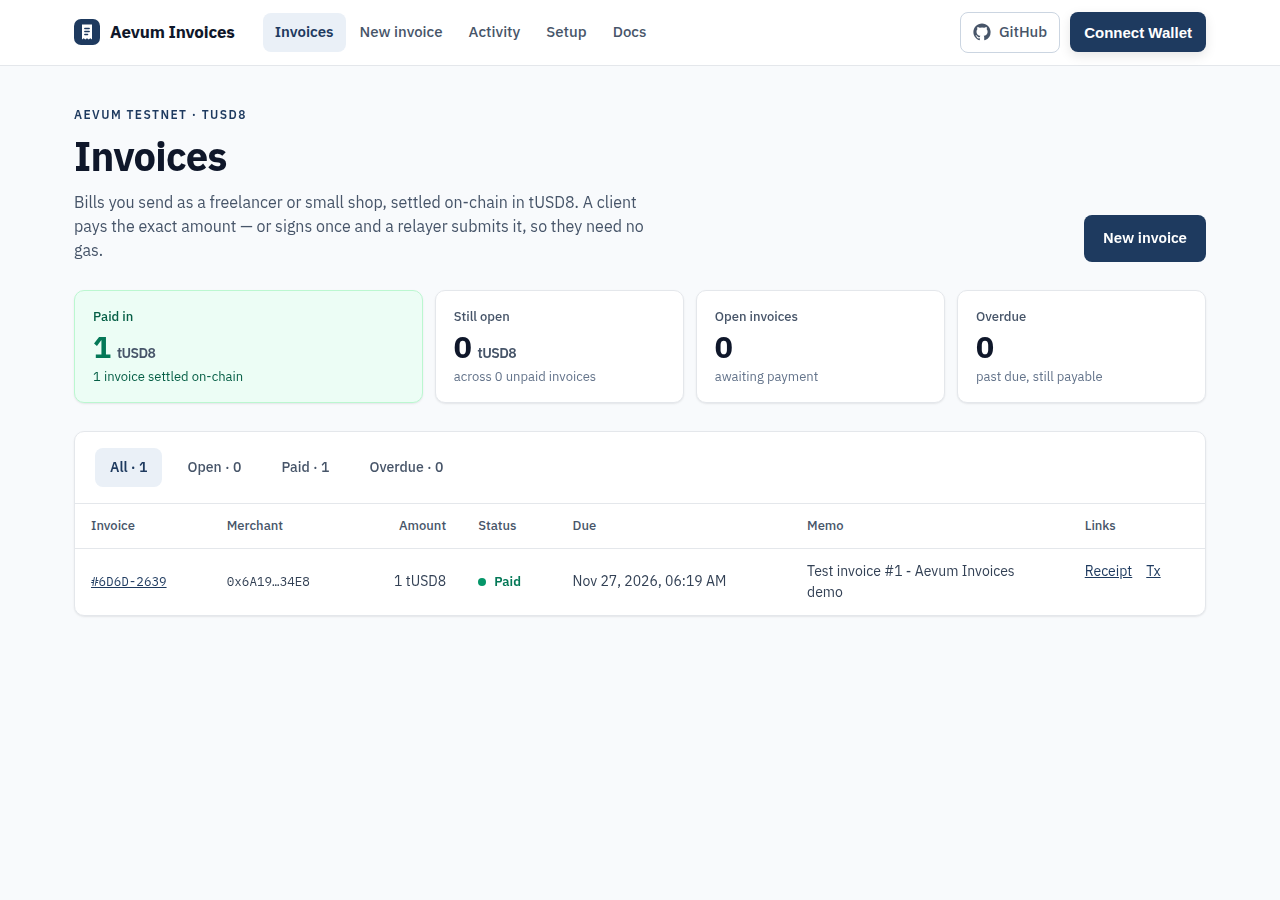 Aevum Invoices
Invoices
New invoice
Activity
Setup
Docs
GitHub
Connect Wallet
AEVUM TESTNET · TUSD8
Invoices
Bills you send as a freelancer or small shop, settled on-chain in tUSD8. A client
pays the exact amount — or signs once and a relayer submits it, so they need no
gas.
New invoice
Paid in
1 tUSD8
1 invoice settled on-chain
Still open
0 tUSD8
across 0 unpaid invoices
Open invoices
0
awaiting payment
Overdue
0
past due, still payable
All · 1
Open · 0
Paid · 1
Overdue · 0
Invoice
Merchant
Amount
Status
Due
Memo
Links
#6D6D-2639
0x6A19…34E8
1 tUSD8
Paid
Nov 27, 2026, 06:19 AM
Test invoice #1 - Aevum Invoices
demo
Receipt
Tx